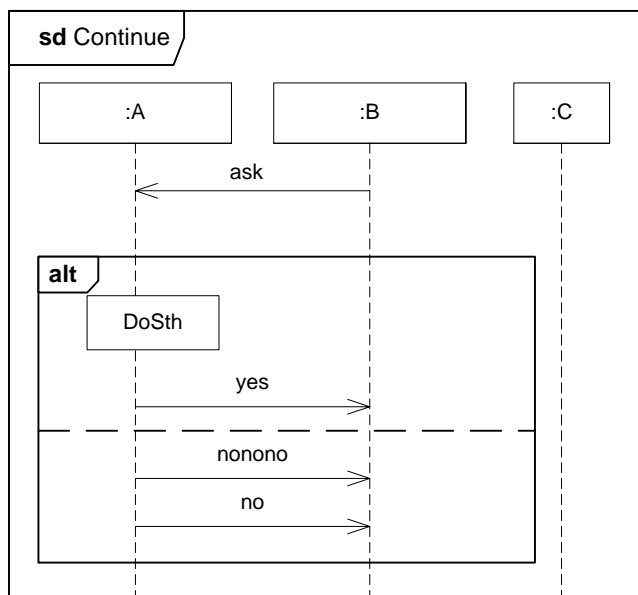 sd Continue
:A
:B
:C
ask
alt
DoSth
yes
nonono
no